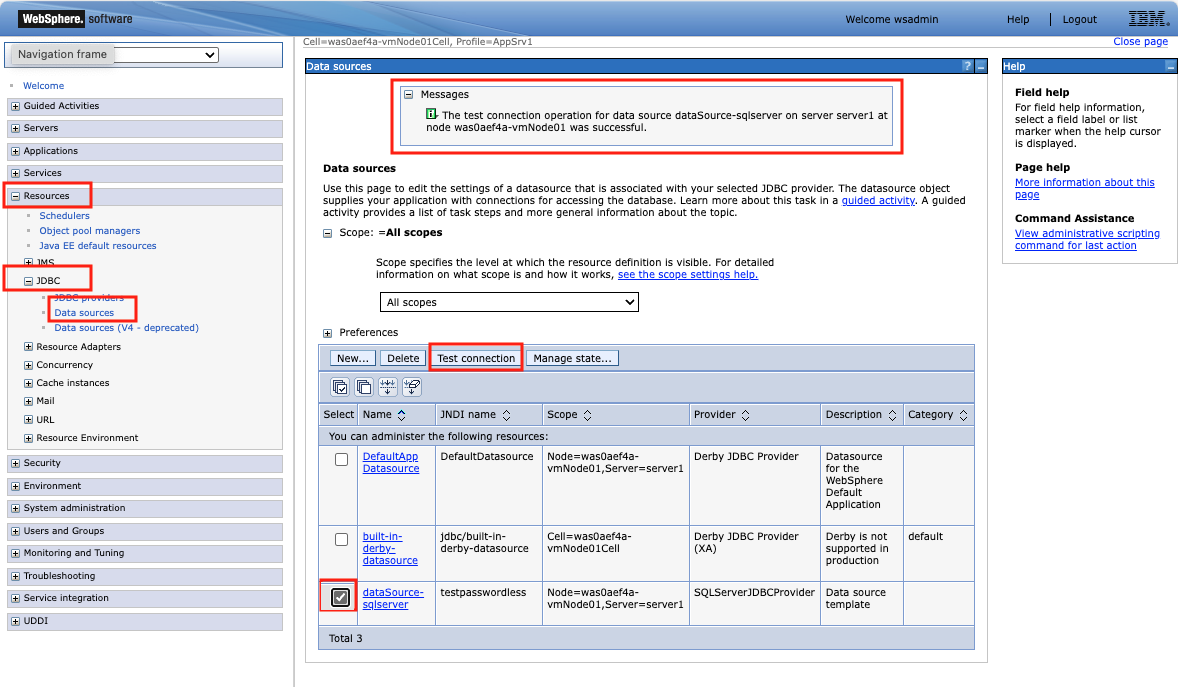 WebSphere. software
Welcome wsadmin
Help
Logout
IBM.
Navigation frame
Cell=was0aef4a-vmNode01Cell, Profile=AppSrv1
Close page
Welcome
Guided Activities
Servers
Applications
Services
Resources
Schedulers
Object pool managers
Java EE default resources
JMS
JDBC
JDBC providers
Data sources
Data sources (V4 - deprecated)
Resource Adapters
Concurrency
Cache instances
Mail
URL
Resource Environment
Security
Environment
System administration
Users and Groups
Monitoring and Tuning
Troubleshooting
Service integration
UDDI
Data sources
?
Messages
The test connection operation for data source dataSource-sqlserver on server server1 at
node was0aef4a-vmNode01 was successful.
Data sources
Use this page to edit the settings of a datasource that is associated with your selected JDBC provider. The datasource object
supplies your application with connections for accessing the database. Learn more about this task in a guided activity. A guided
activity provides a list of task steps and more general information about the topic.
Scope: =All scopes
Scope specifies the level at which the resource definition is visible. For detailed
information on what scope is and how it works, see the scope settings help.
All scopes
Preferences
New...
Delete
Test connection
Manage state...
Select
Name
JNDI name
Scope
Provider
Description
Category
You can administer the following resources:
DefaultApp
Datasource
DefaultDatasource
Node=was0aef4a-
vmNode01,Server=server1
Derby JDBC Provider
Datasource
for the
WebSphere
Default
Application
built-in-
derby-
datasource
jdbc/built-in-
derby-datasource
Cell=was0aef4a-
vmNode01Cell
Derby JDBC Provider
(XA)
Derby is not
supported in
production
default
dataSource-
sqlserver
testpasswordless
Node=was0aef4a-
vmNode01,Server=server1
SQLServerJDBCProvider
Data source
template
Total 3
Help
Field help
For field help information,
select a field label or list
marker when the help cursor
is displayed.
Page help
More information about this
page
Command Assistance
View administrative scripting
command for last action